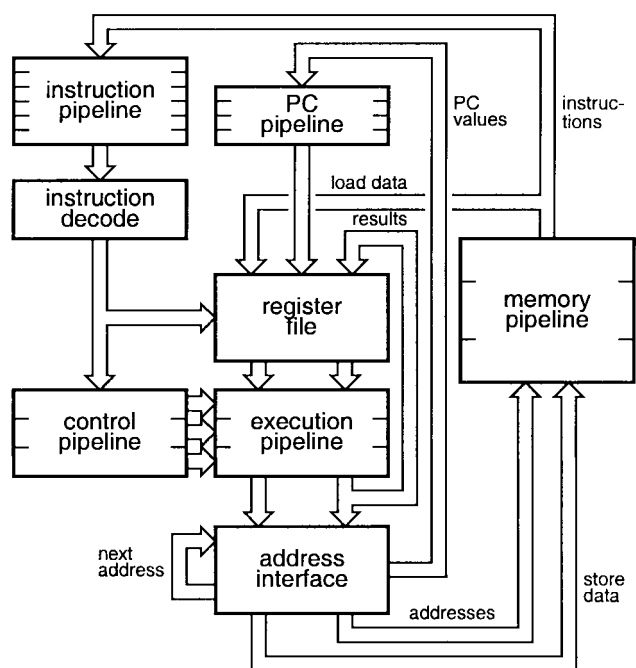 instruction
pipeline
PC
pipeline
PC
values
instruc-
tions
instruction
decode
load data
results
register
file
memory
pipeline
control
pipeline
execution
pipeline
next
address
address
interface
addresses
store
data